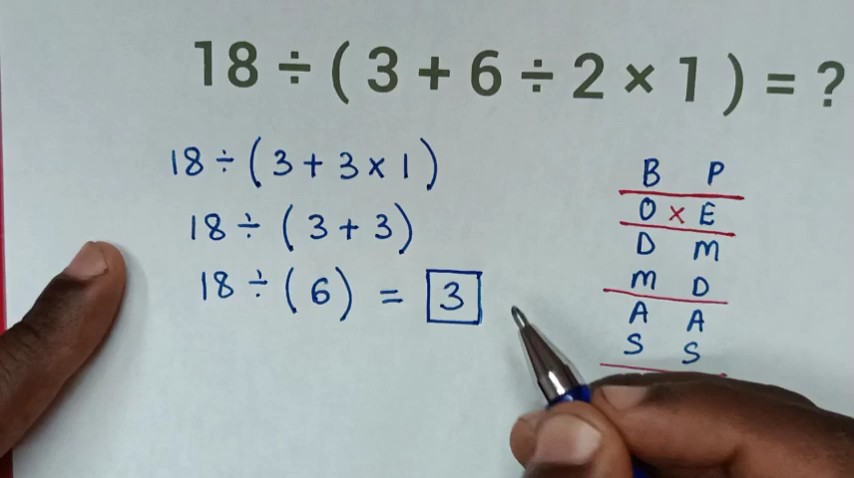 18 ÷ ( 3 + 6 ÷ 2 × 1 ) = ?
18 ÷ ( 3 + 3 × 1 )
18 ÷ ( 3 + 3 )
18 ÷ ( 6 ) = 3
B P
O × E
D M
M D
A A
S S